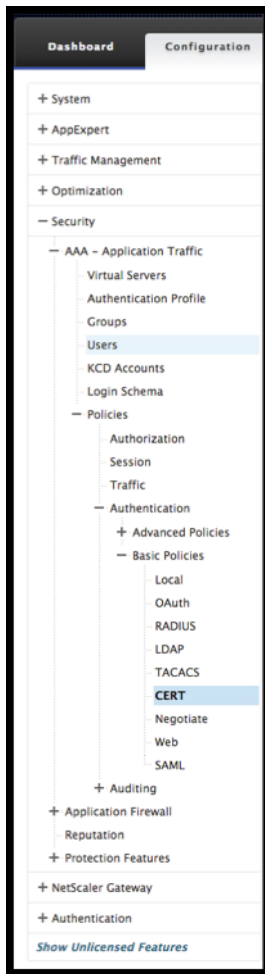 Dashboard Configuration
+ System
+ AppExpert
+ Traffic Management
+ Optimization
− Security
− AAA – Application Traffic
Virtual Servers
Authentication Profile
Groups
Users
KCD Accounts
Login Schema
− Policies
Authorization
Session
Traffic
− Authentication
+ Advanced Policies
− Basic Policies
Local
OAuth
RADIUS
LDAP
TACACS
CERT
Negotiate
Web
SAML
+ Auditing
+ Application Firewall
Reputation
+ Protection Features
+ NetScaler Gateway
+ Authentication
Show Unlicensed Features